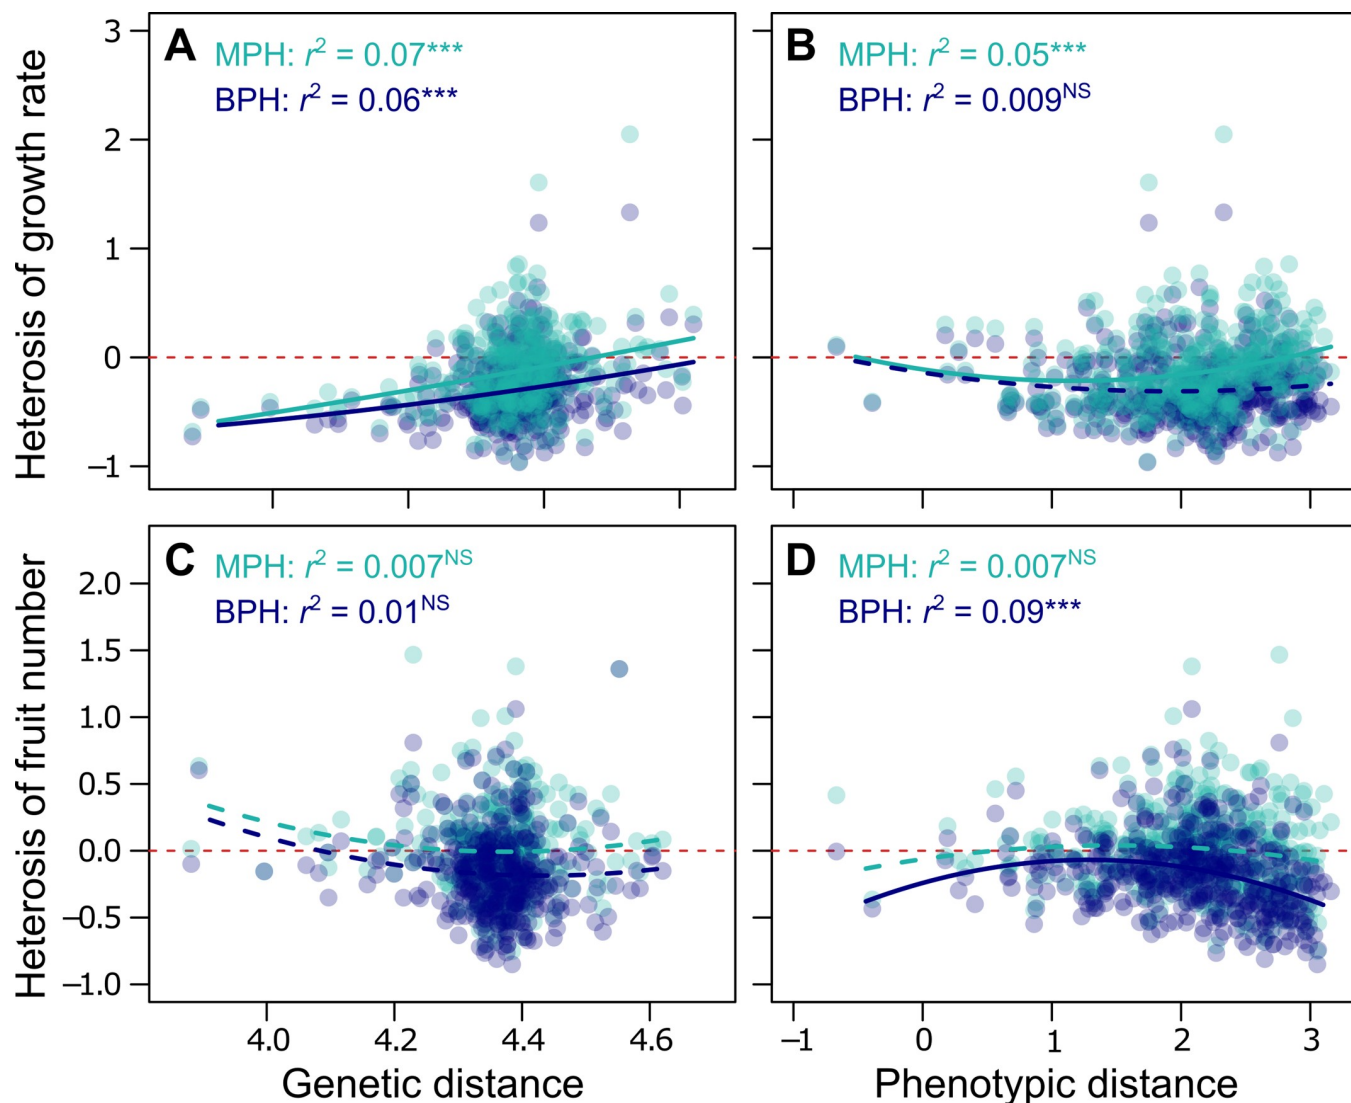 Heterosis of growth rate
3
2
1
0
–1
A
MPH: r² = 0.07***
BPH: r² = 0.06***
B
MPH: r² = 0.05***
BPH: r² = 0.009ᴺˢ
Heterosis of fruit number
2.0
1.5
1.0
0.5
0.0
–0.5
–1.0
C
MPH: r² = 0.007ᴺˢ
BPH: r² = 0.01ᴺˢ
D
MPH: r² = 0.007ᴺˢ
BPH: r² = 0.09***
4.0 4.2 4.4 4.6
Genetic distance
–1 0 1 2 3
Phenotypic distance